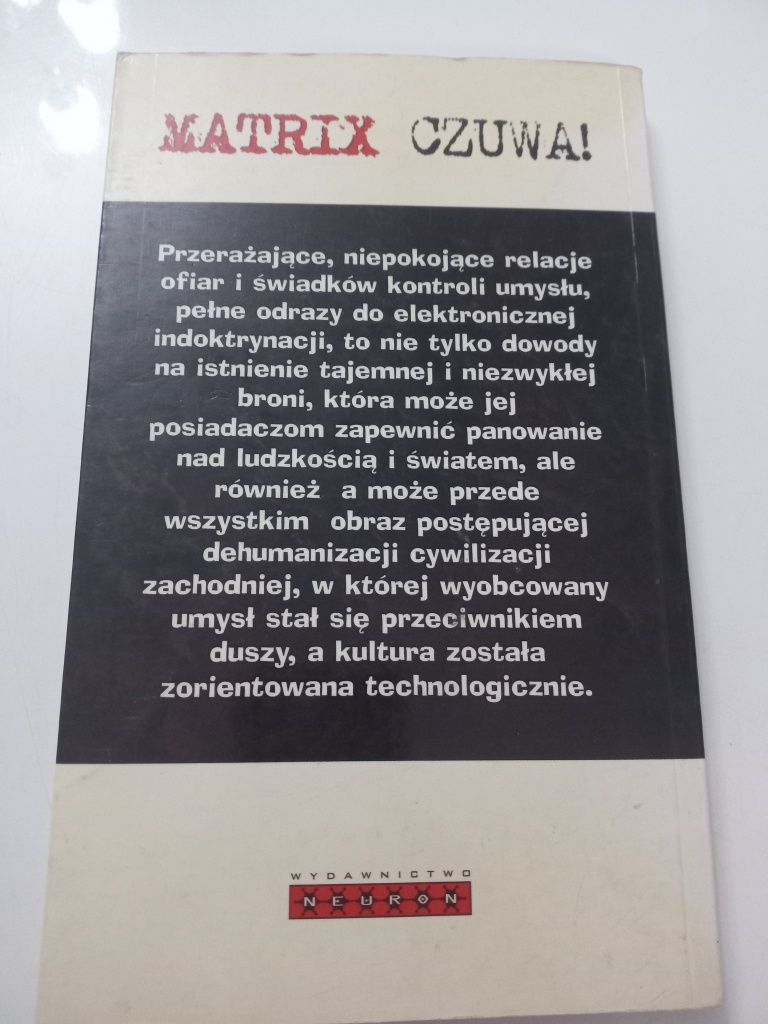 MATRIX CZUWA!
Przerażające, niepokojące relacje
ofiar i świadków kontroli umysłu,
pełne odrazy do elektronicznej
indoktrynacji, to nie tylko dowody
na istnienie tajemnej i niezwykłej
broni, która może jej
posiadaczom zapewnić panowanie
nad ludzkością i światem, ale
również a może przede
wszystkim obraz postępującej
dehumanizacji cywilizacji
zachodniej, w której wyobcowany
umysł stał się przeciwnikiem
duszy, a kultura została
zorientowana technologicznie.
WYDAWNICTWO
NEURON